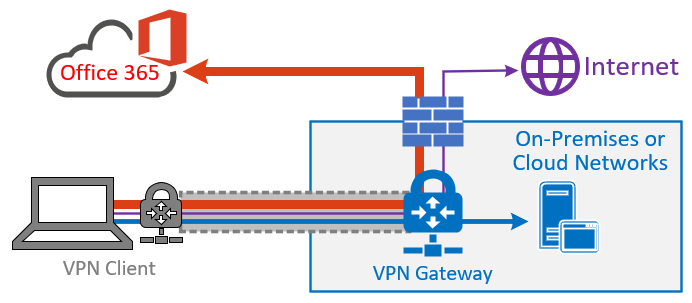 Office 365
Internet
On-Premises or
Cloud Networks
VPN Client
VPN Gateway